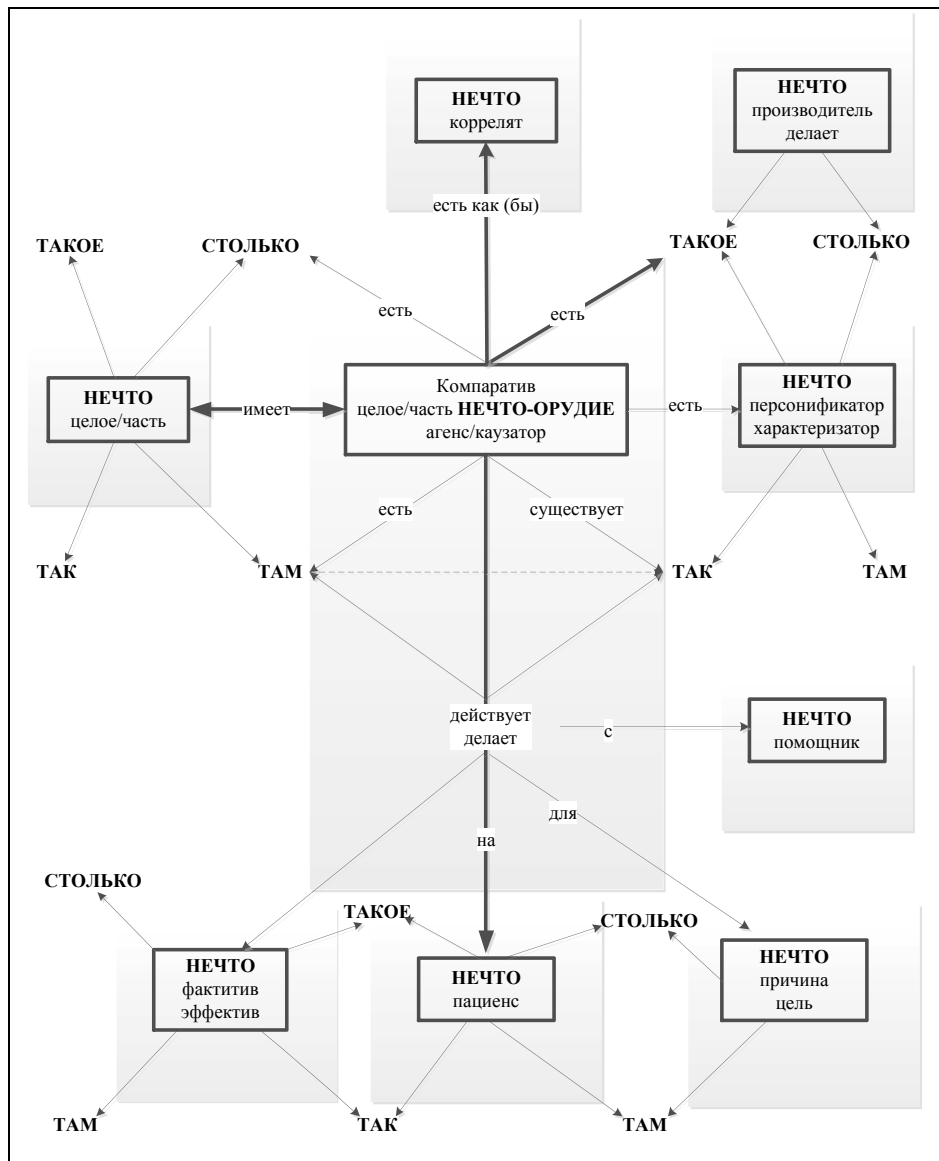 НЕЧТО
коррелят
НЕЧТО
производитель
делает
есть как (бы)
ТАКОЕ
СТОЛЬКО
ТАКОЕ
СТОЛЬКО
есть
есть
НЕЧТО
целое/часть
имеет
Компаратив
целое/часть НЕЧТО-ОРУДИЕ
агенс/каузатор
есть
НЕЧТО
персонификатор
характеризатор
есть
существует
ТАК
ТАМ
ТАК
ТАМ
действует
делает
с
НЕЧТО
помощник
для
на
СТОЛЬКО
ТАКОЕ
СТОЛЬКО
НЕЧТО
фактитив
эффектив
НЕЧТО
пациенс
НЕЧТО
причина
цель
ТАМ
ТАК
ТАМ